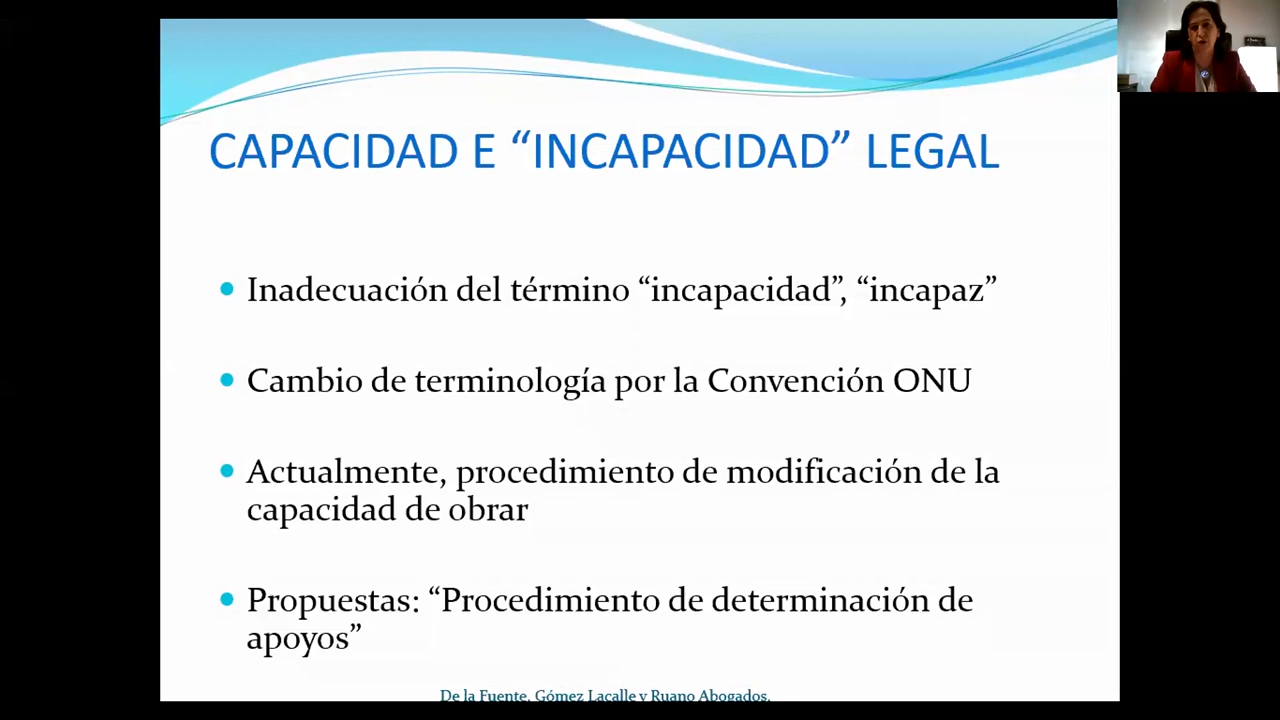 CAPACIDAD E “INCAPACIDAD” LEGAL
Inadecuación del término “incapacidad”, “incapaz”
Cambio de terminología por la Convención ONU
Actualmente, procedimiento de modificación de la
capacidad de obrar
Propuestas: “Procedimiento de determinación de
apoyos”
De la Fuente, Gómez Lacalle y Ruano Abogados.